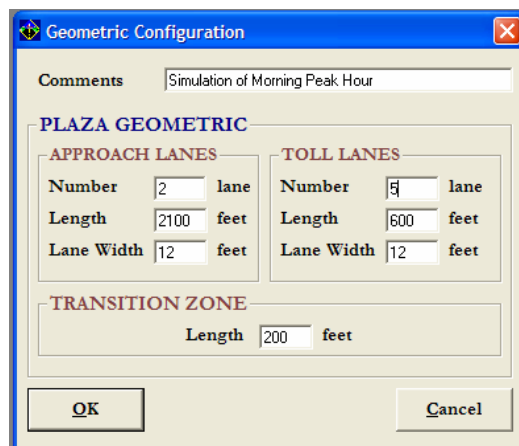 Geometric Configuration
Comments Simulation of Morning Peak Hour
PLAZA GEOMETRIC
APPROACH LANES
Number 2 lane
Length 2100 feet
Lane Width 12 feet
TOLL LANES
Number 5 lane
Length 600 feet
Lane Width 12 feet
TRANSITION ZONE
Length 200 feet
OK Cancel